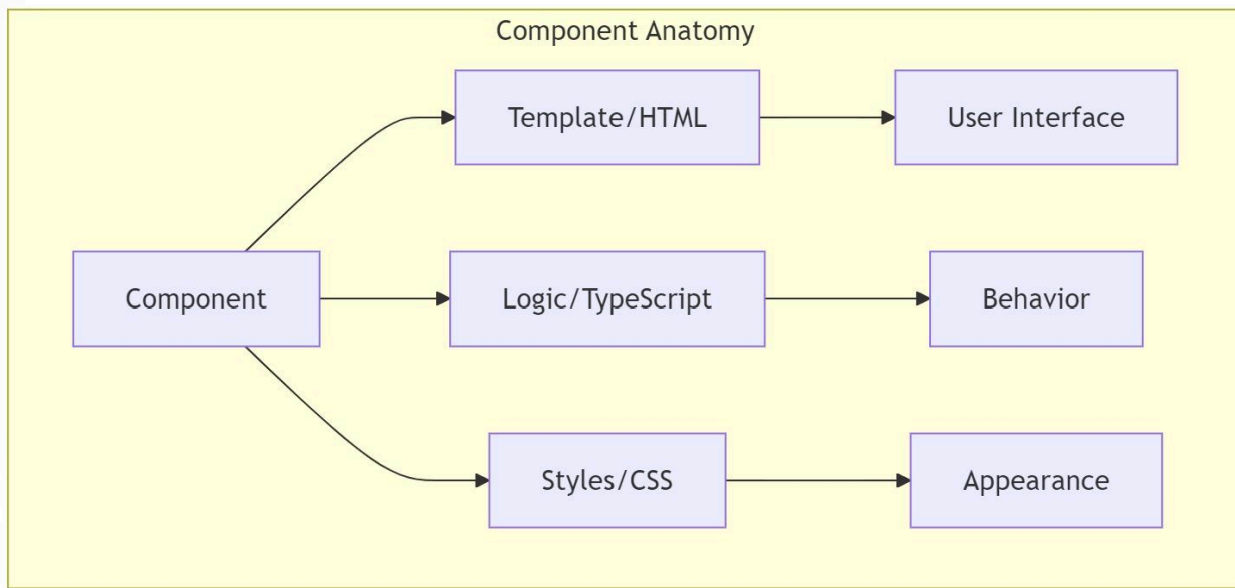 Component Anatomy
Template/HTML
User Interface
Component
Logic/TypeScript
Behavior
Styles/CSS
Appearance